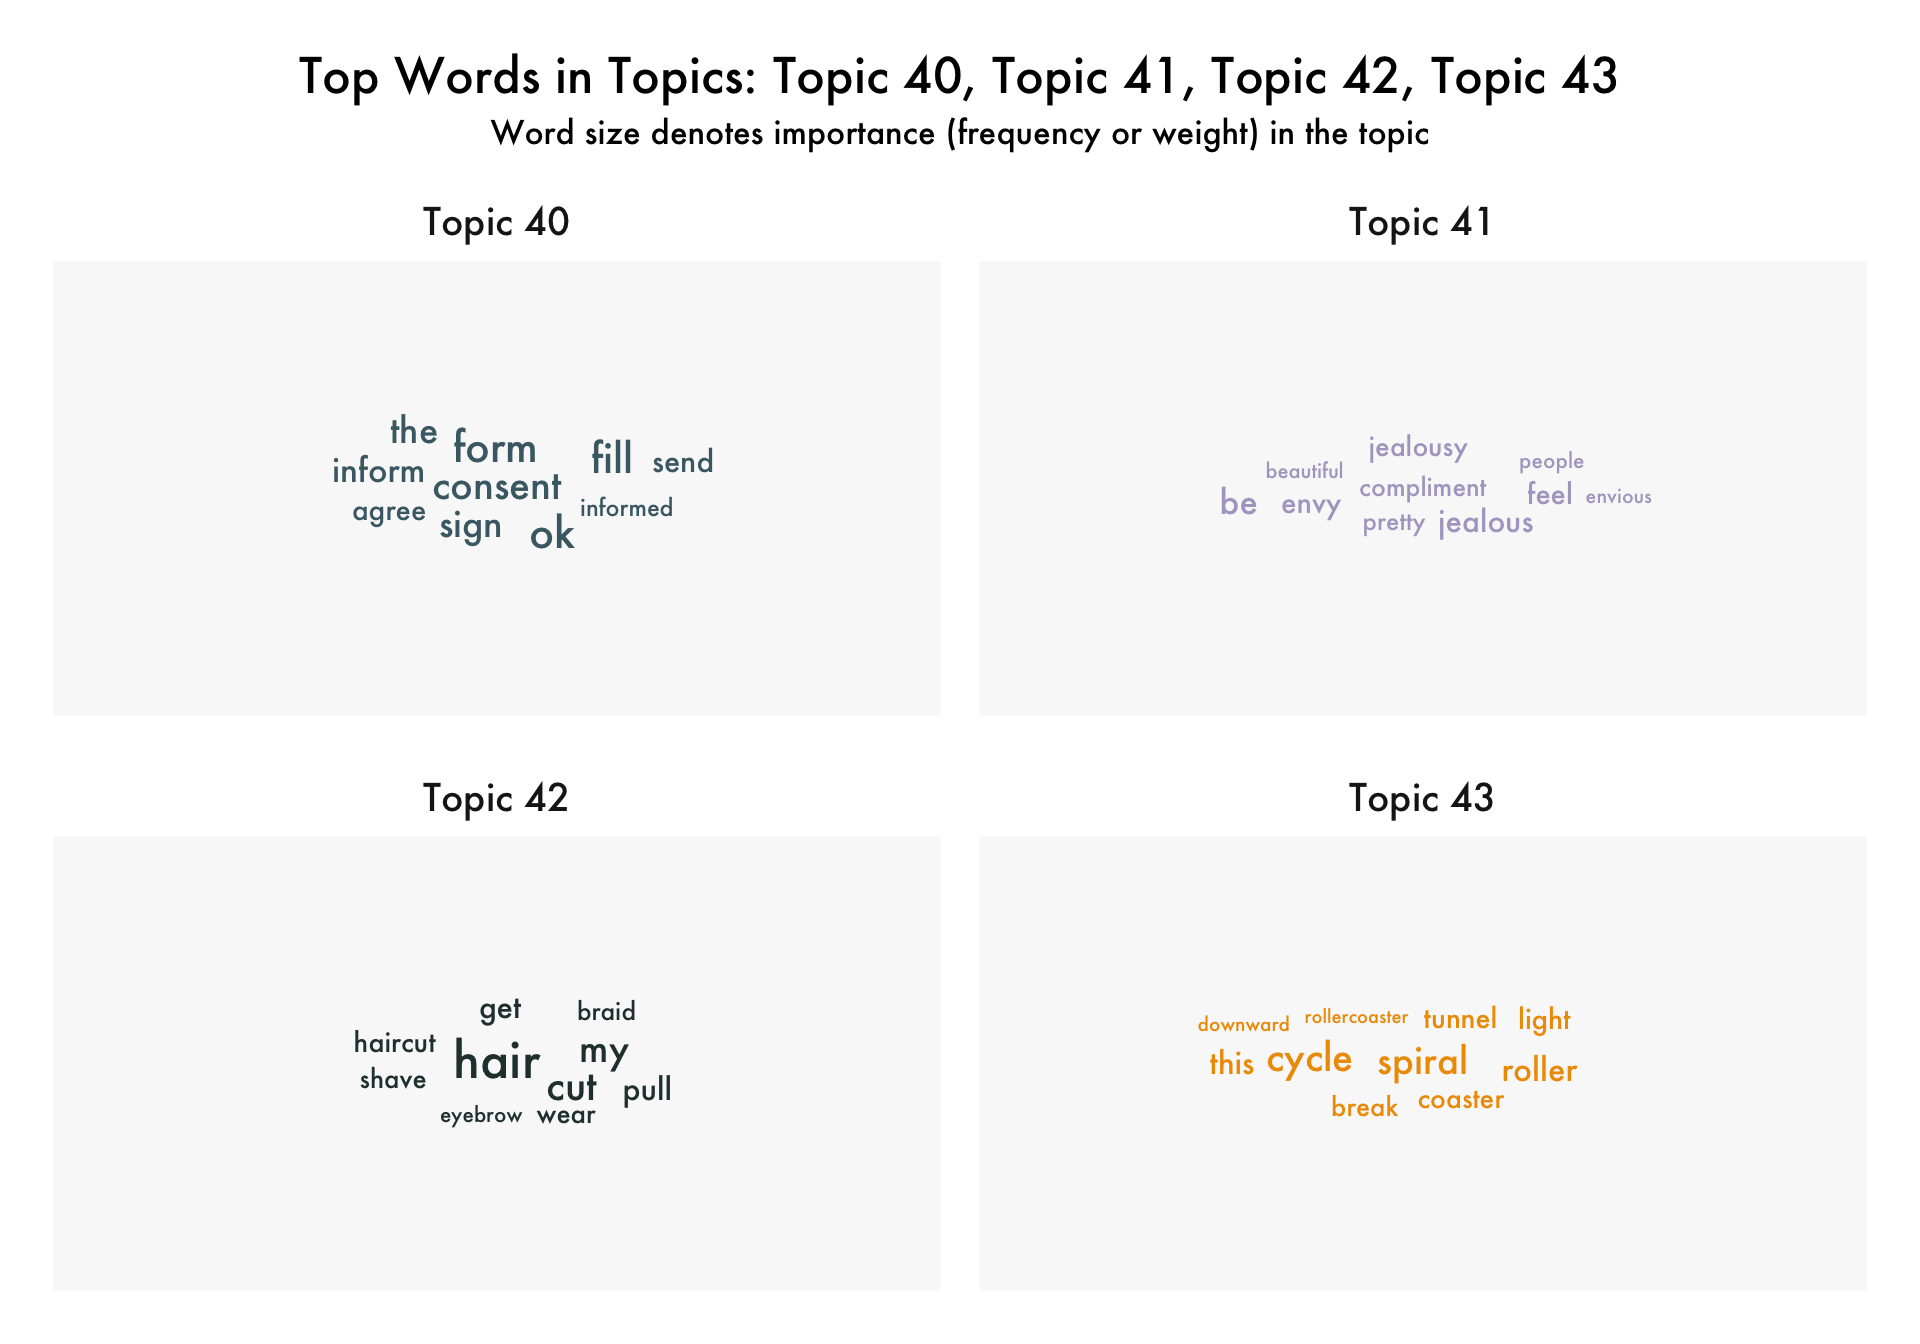 Top Words in Topics: Topic 40, Topic 41, Topic 42, Topic 43
Word size denotes importance (frequency or weight) in the topic
Topic 40
the
form
fill
send
inform
consent
agree
sign
ok
informed
Topic 41
jealousy
beautiful
people
compliment
be
envy
feel
envious
pretty
jealous
Topic 42
get
braid
haircut
hair
my
shave
cut
pull
eyebrow
wear
Topic 43
downward
rollercoaster
tunnel
light
this
cycle
spiral
roller
break
coaster